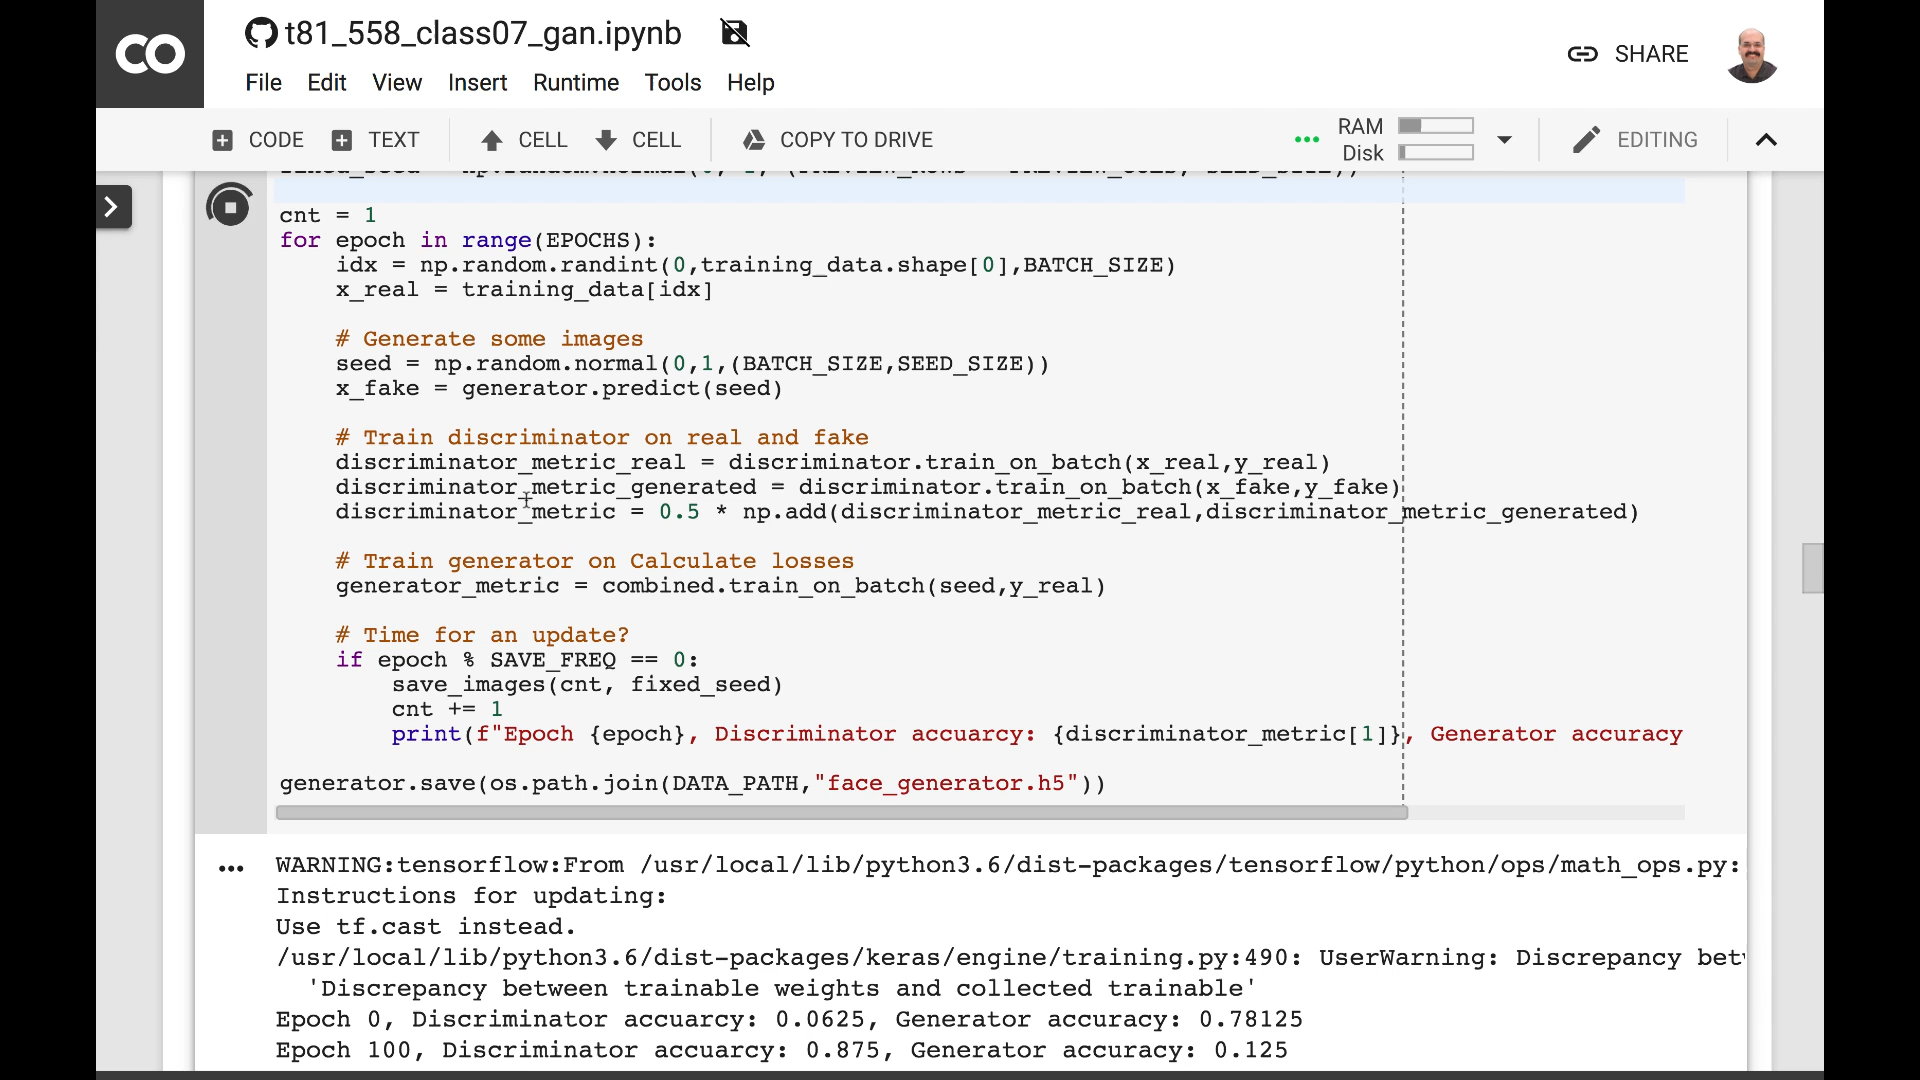 t81_558_class07_gan.ipynb
File Edit View Insert Runtime Tools Help
SHARE
CODE TEXT CELL CELL COPY TO DRIVE
RAM
Disk
EDITING
cnt = 1
for epoch in range(EPOCHS):
    idx = np.random.randint(0,training_data.shape[0],BATCH_SIZE)
    x_real = training_data[idx]
    # Generate some images
    seed = np.random.normal(0,1,(BATCH_SIZE,SEED_SIZE))
    x_fake = generator.predict(seed)
    # Train discriminator on real and fake
    discriminator_metric_real = discriminator.train_on_batch(x_real,y_real)
    discriminator_metric_generated = discriminator.train_on_batch(x_fake,y_fake)
    discriminator_metric = 0.5 * np.add(discriminator_metric_real,discriminator_metric_generated)
    # Train generator on Calculate losses
    generator_metric = combined.train_on_batch(seed,y_real)
    # Time for an update?
    if epoch % SAVE_FREQ == 0:
        save_images(cnt, fixed_seed)
        cnt += 1
        print(f"Epoch {epoch}, Discriminator accuarcy: {discriminator_metric[1]}, Generator accuracy
generator.save(os.path.join(DATA_PATH,"face_generator.h5"))
WARNING:tensorflow:From /usr/local/lib/python3.6/dist-packages/tensorflow/python/ops/math_ops.py:
Instructions for updating:
Use tf.cast instead.
/usr/local/lib/python3.6/dist-packages/keras/engine/training.py:490: UserWarning: Discrepancy
  'Discrepancy between trainable weights and collected trainable'
Epoch 0, Discriminator accuarcy: 0.0625, Generator accuracy: 0.78125
Epoch 100, Discriminator accuarcy: 0.875, Generator accuracy: 0.125